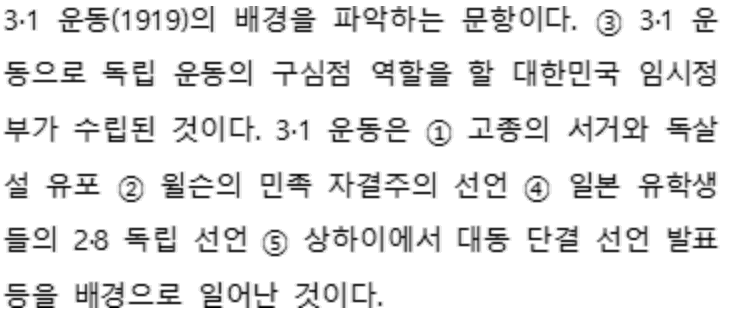 3·1 운동(1919)의 배경을 파악하는 문항이다. ③ 3·1 운
동으로 독립 운동의 구심점 역할을 할 대한민국 임시정
부가 수립된 것이다. 3·1 운동은 ① 고종의 서거와 독살
설 유포 ② 윌슨의 민족 자결주의 선언 ④ 일본 유학생
들의 2·8 독립 선언 ⑤ 상하이에서 대동 단결 선언 발표
등을 배경으로 일어난 것이다.